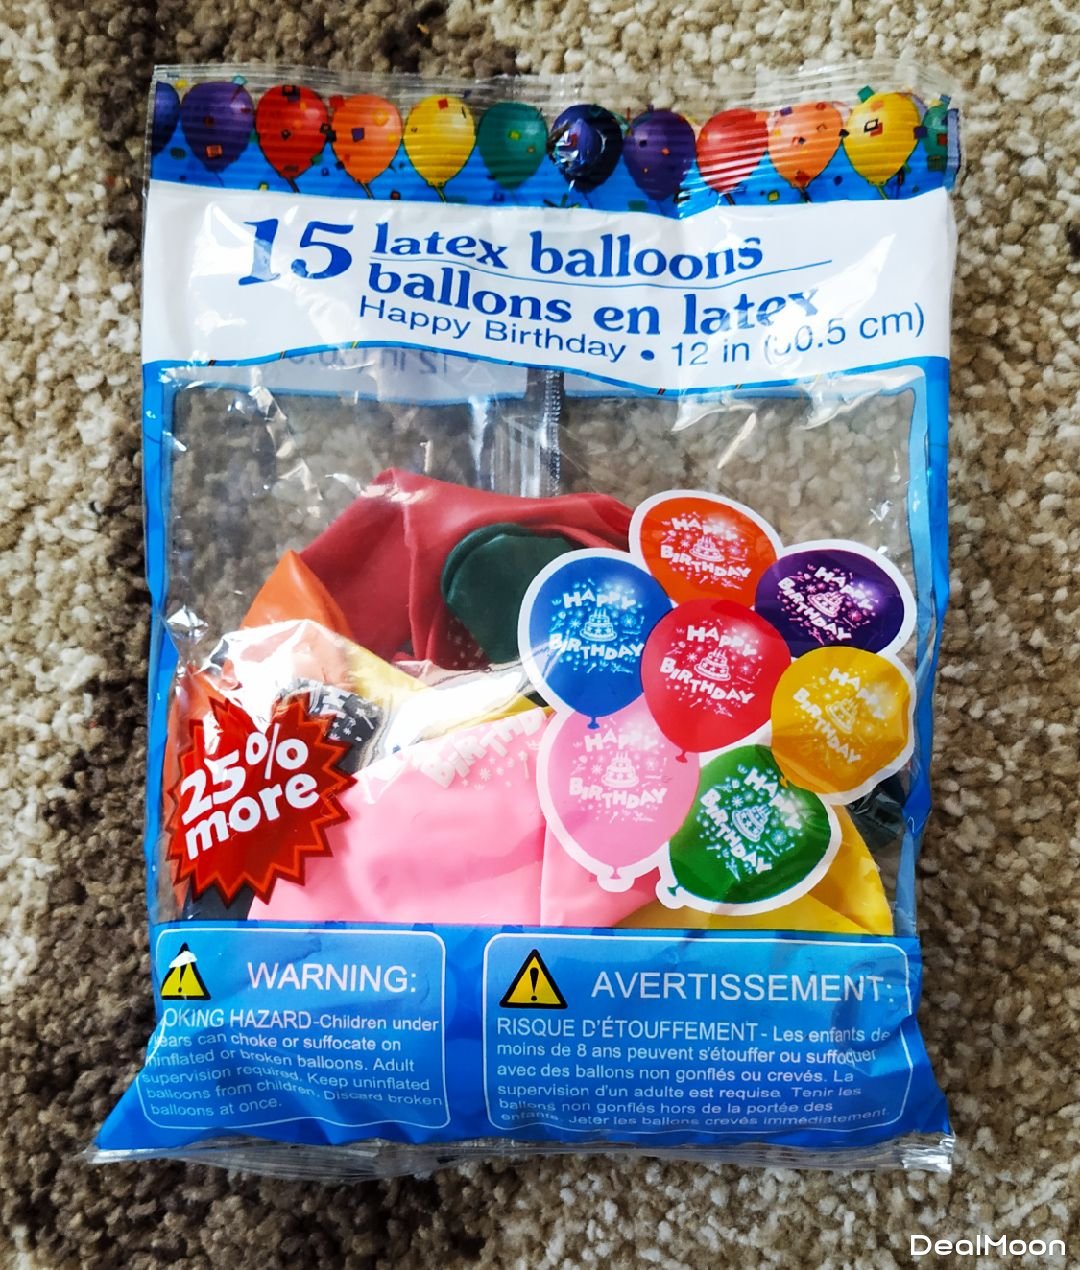 15 latex balloons
ballons en latex
Happy Birthday • 12 in (30.5 cm)
HAPPY
BIRTHDAY
HAPPY
BIRTHDAY
HAPPY
BIRTHDAY
HAPPY
BIRTHDAY
HAPPY
BIRTHDAY
HAPPY
BIRTHDAY
HAPPY
BIRTHDAY
25%
more
WARNING:
HAZARD-Children under
can choke or suffocate on
or broken balloons. Adult
supervision required. Keep uninflated
balloons from children. Discard broken
balloons at once.
AVERTISSEMENT:
RISQUE D'ÉTOUFFEMENT - Les enfants de
moins de 8 ans peuvent s'étouffer ou suffoquer
avec des ballons non gonflés ou crevés. La
supervision d'un adulte est requise. Tenir les
ballons non gonflés hors de la portée des
enfants. Jeter les ballons crevés immédiatement.
DealMoon